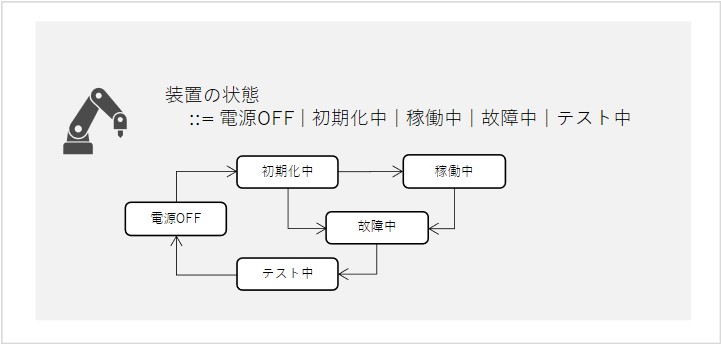 装置の状態
::= 電源OFF | 初期化中 | 稼働中 | 故障中 | テスト中
初期化中
稼働中
電源OFF
故障中
テスト中